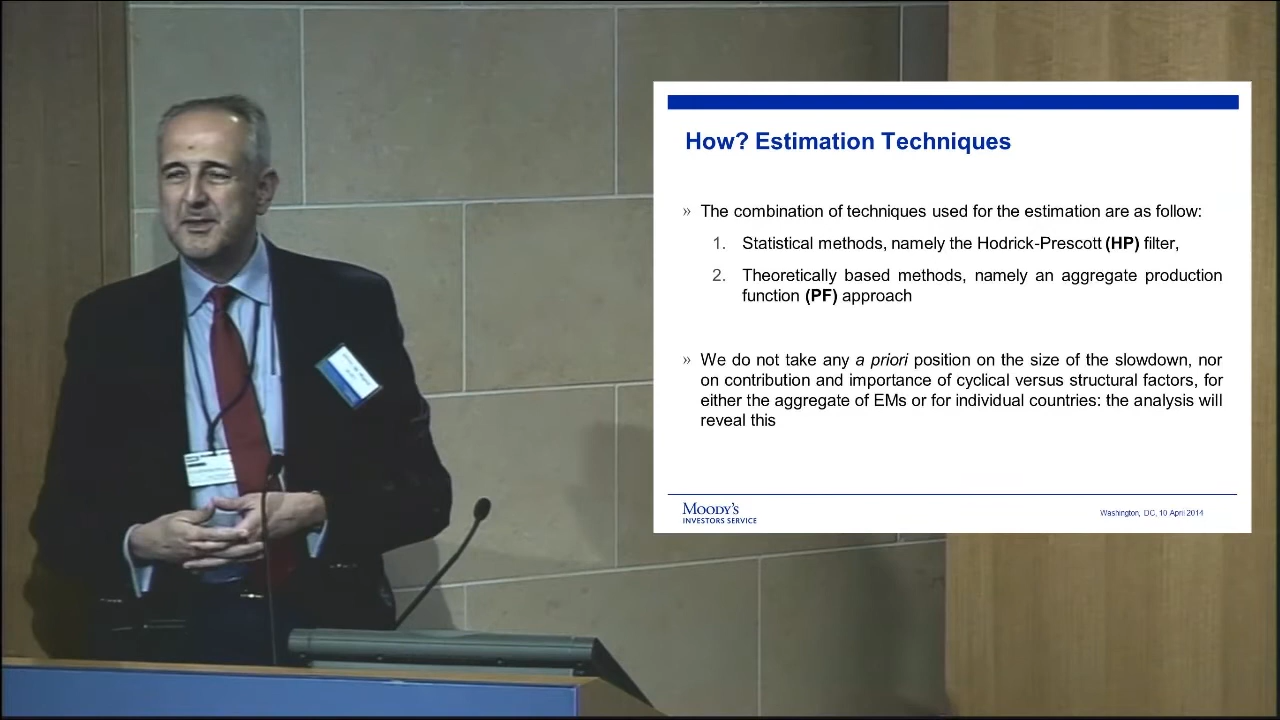 How? Estimation Techniques
» The combination of techniques used for the estimation are as follow:
1. Statistical methods, namely the Hodrick-Prescott (HP) filter,
2. Theoretically based methods, namely an aggregate production
function (PF) approach
» We do not take any a priori position on the size of the slowdown, nor
on contribution and importance of cyclical versus structural factors, for
either the aggregate of EMs or for individual countries: the analysis will
reveal this
MOODY'S
INVESTORS SERVICE
Washington, DC, 10 April 2014